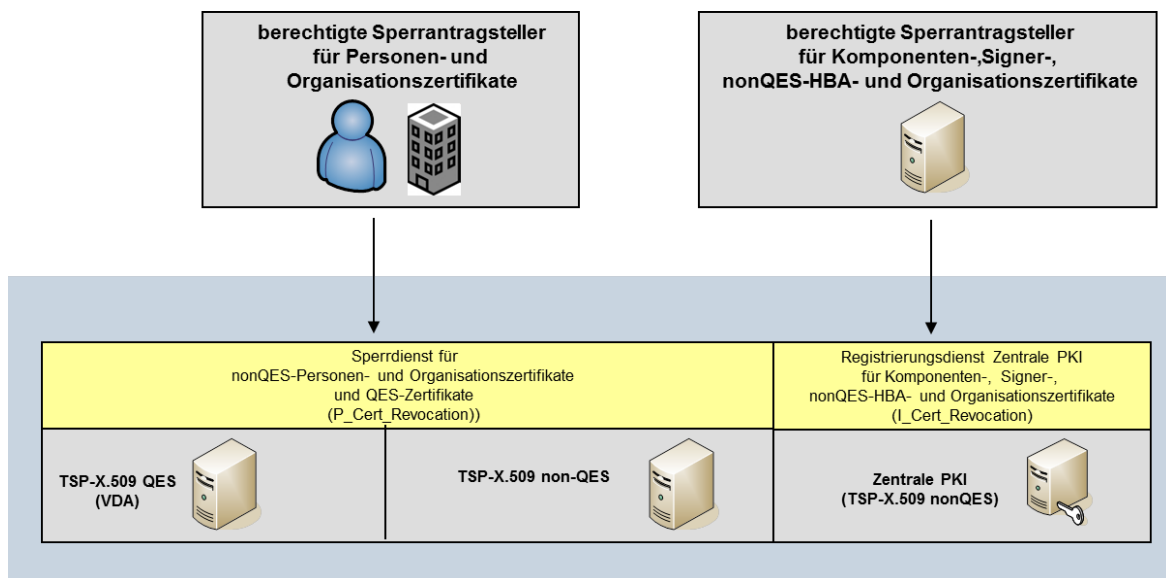 berechtigte Sperrantragsteller
für Personen- und
Organisationszertifikate
berechtigte Sperrantragsteller
für Komponenten-,Signer-,
nonQES-HBA- und Organisationszertifikate
Sperrdienst für
nonQES-Personen- und Organisationszertifikate
und QES-Zertifikate
(P_Cert_Revocation))
Registrierungsdienst Zentrale PKI
für Komponenten-, Signer-,
nonQES-HBA- und Organisationszertifikate
(I_Cert_Revocation)
TSP-X.509 QES
(VDA)
TSP-X.509 non-QES
Zentrale PKI
(TSP-X.509 nonQES)